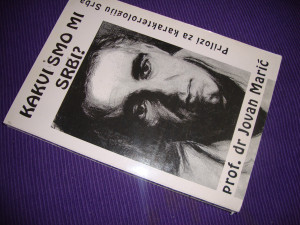 Prilozi za karakterologiju Srba
KAKVI SMO MI
SRBI?
Prof. dr Jovan Marić